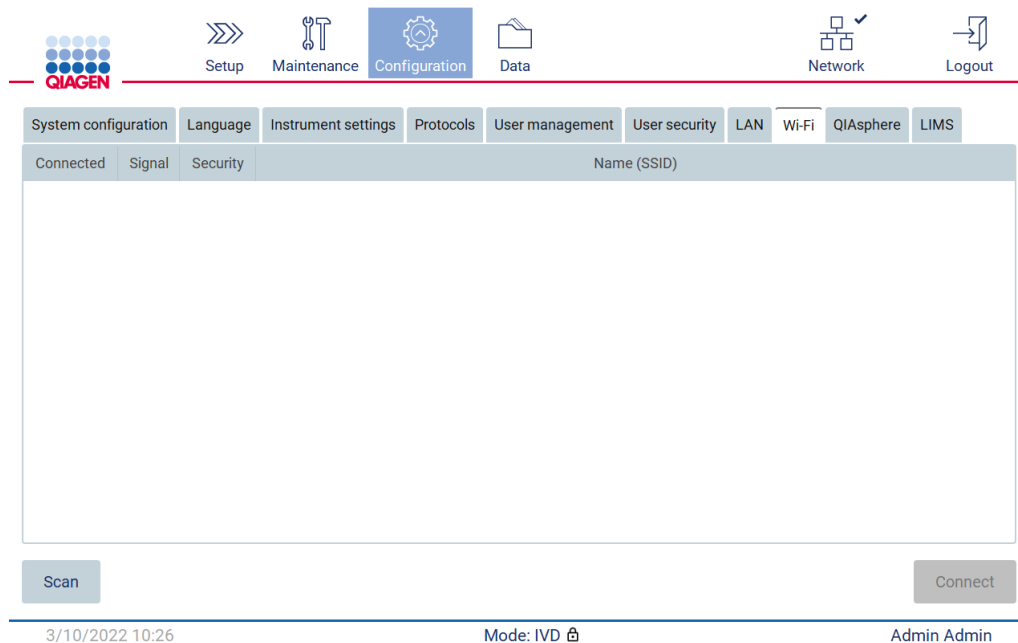 QIAGEN
Setup Maintenance Configuration Data Network Logout
System configuration Language Instrument settings Protocols User management User security LAN Wi-Fi QIAsphere LIMS
Connected Signal Security Name (SSID)
Scan Connect
3/10/2022 10:26 Mode: IVD Admin Admin